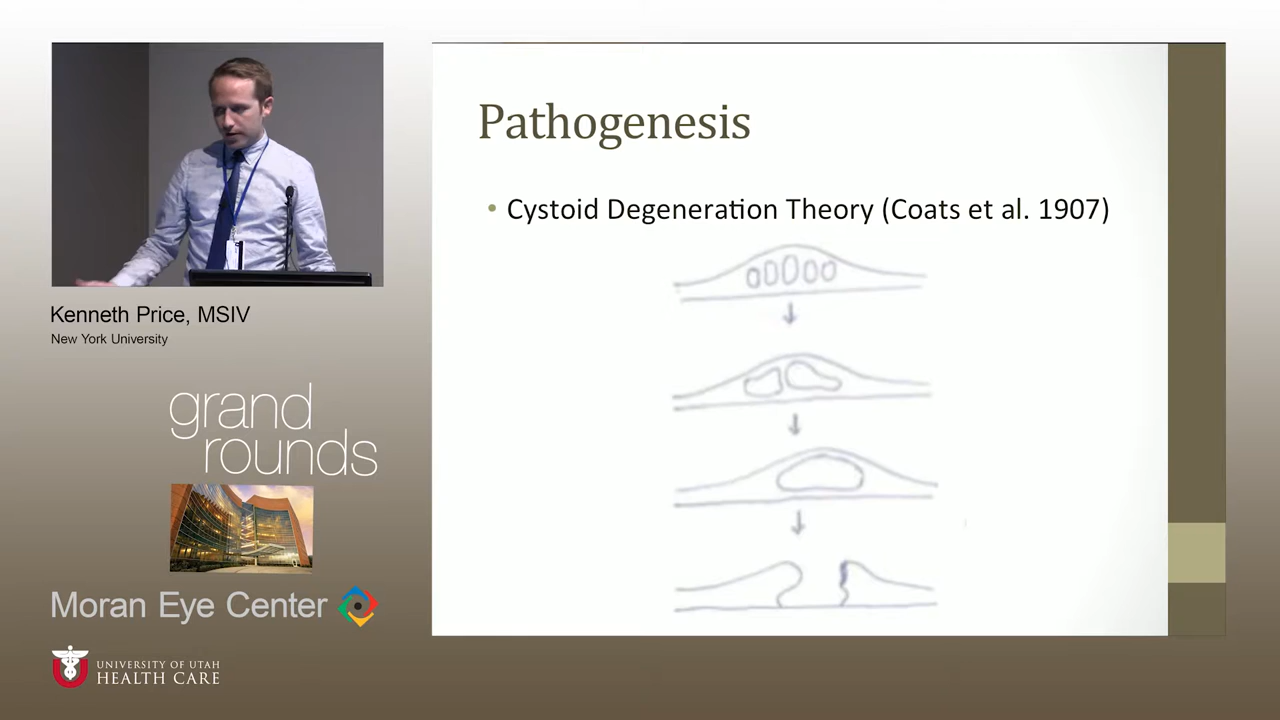 Kenneth Price, MSIV
New York University
grand
rounds
Moran Eye Center
UNIVERSITY OF UTAH
HEALTH CARE
Pathogenesis
• Cystoid Degeneration Theory (Coats et al. 1907)